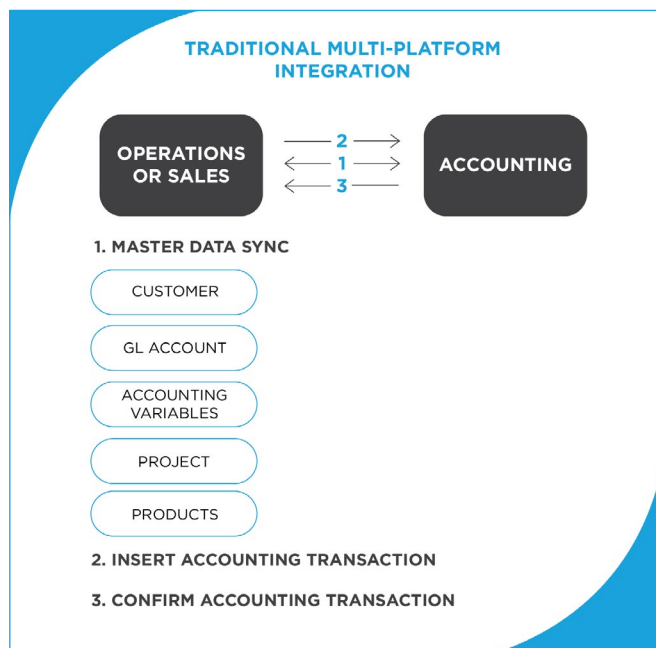 TRADITIONAL MULTI-PLATFORM
INTEGRATION
OPERATIONS
OR SALES
2
1
3
ACCOUNTING
1. MASTER DATA SYNC
CUSTOMER
GL ACCOUNT
ACCOUNTING
VARIABLES
PROJECT
PRODUCTS
2. INSERT ACCOUNTING TRANSACTION
3. CONFIRM ACCOUNTING TRANSACTION